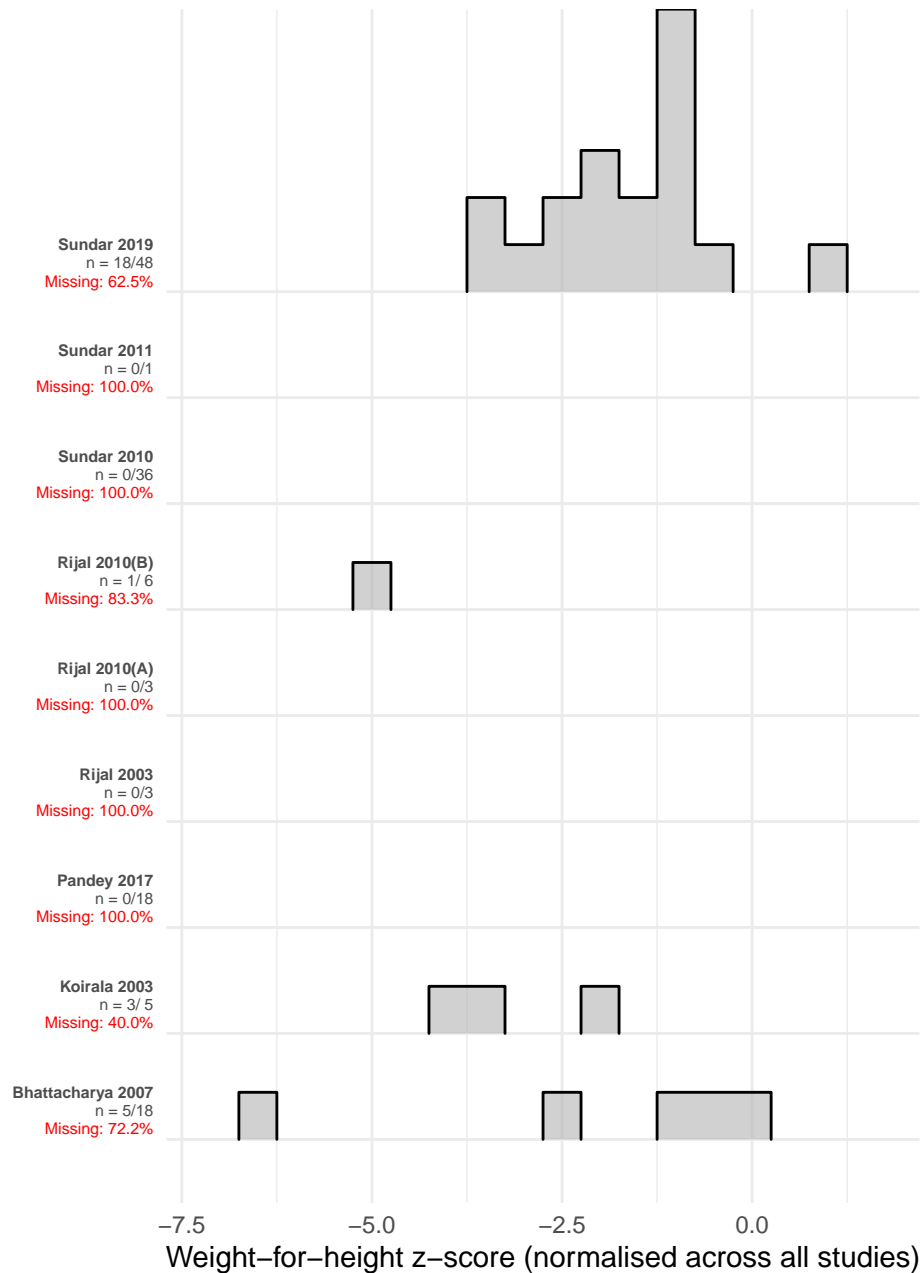 Sundar 2019
n = 18/48
Missing: 62.5%
Sundar 2011
n = 0/1
Missing: 100.0%
Sundar 2010
n = 0/36
Missing: 100.0%
Rijal 2010(B)
n = 1/ 6
Missing: 83.3%
Rijal 2010(A)
n = 0/3
Missing: 100.0%
Rijal 2003
n = 0/3
Missing: 100.0%
Pandey 2017
n = 0/18
Missing: 100.0%
Koirala 2003
n = 3/ 5
Missing: 40.0%
Bhattacharya 2007
n = 5/18
Missing: 72.2%
−7.5 −5.0 −2.5 0.0
Weight−for−height z−score (normalised across all studies)